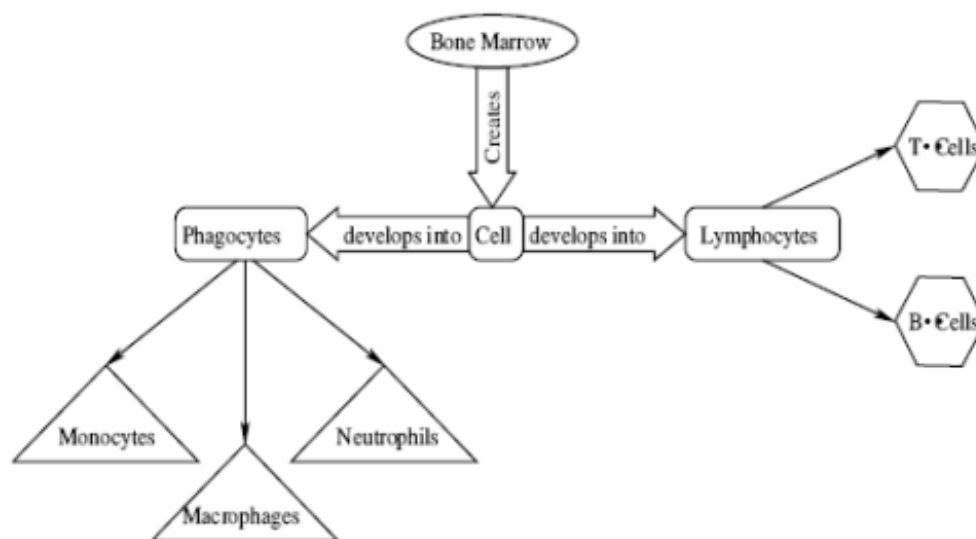 Bone Marrow
Creates
T• •Cells
Phagocytes
develops into
Cell
develops into
Lymphocytes
B• •Cells
Monocytes
Neutrophils
Macrophages